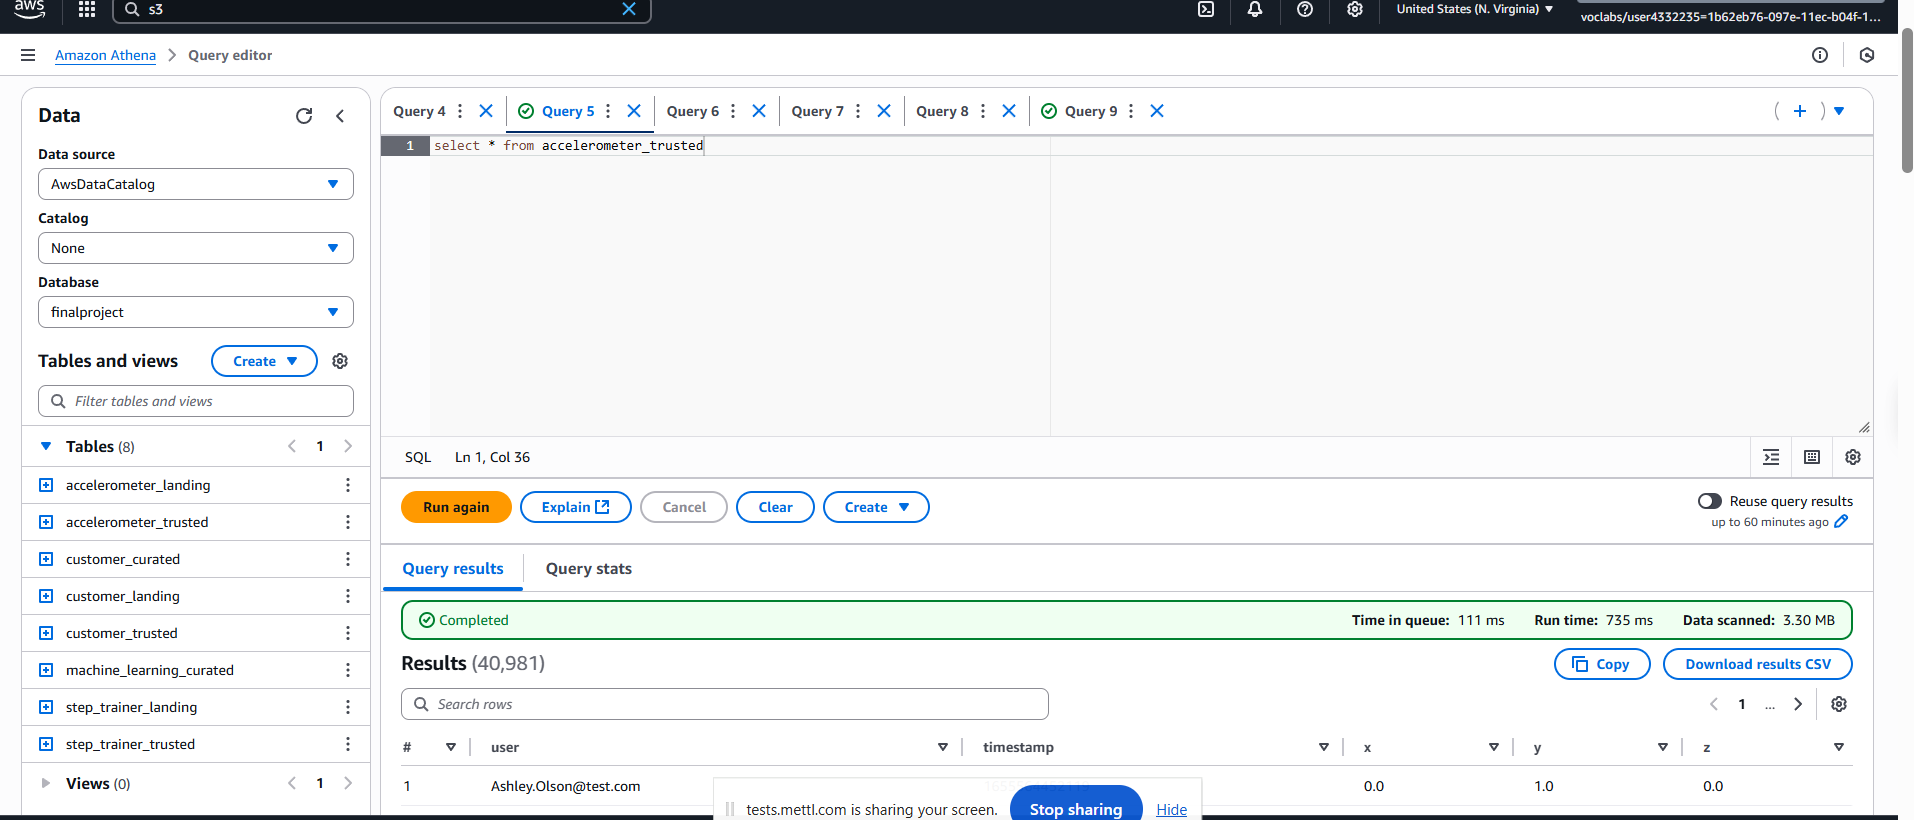 aws
s3
United States (N. Virginia)
voclabs/user4332235=1b62eb76-097e-11ec-b04f-1...
Amazon Athena
Query editor
Data
Data source
AwsDataCatalog
Catalog
None
Database
finalproject
Tables and views
Create
Filter tables and views
Tables (8)
1
accelerometer_landing
accelerometer_trusted
customer_curated
customer_landing
customer_trusted
machine_learning_curated
step_trainer_landing
step_trainer_trusted
Views (0)
1
Query 4
Query 5
Query 6
Query 7
Query 8
Query 9
1 select * from accelerometer_trusted
SQL Ln 1, Col 36
Run again
Explain
Cancel
Clear
Create
Reuse query results
up to 60 minutes ago
Query results
Query stats
Completed
Time in queue: 111 ms
Run time: 735 ms
Data scanned: 3.30 MB
Results (40,981)
Copy
Download results CSV
Search rows
1 ...
# user timestamp x y z
1 Ashley.Olson@test.com 0.0 1.0 0.0
tests.mettl.com is sharing your screen.
Stop sharing
Hide